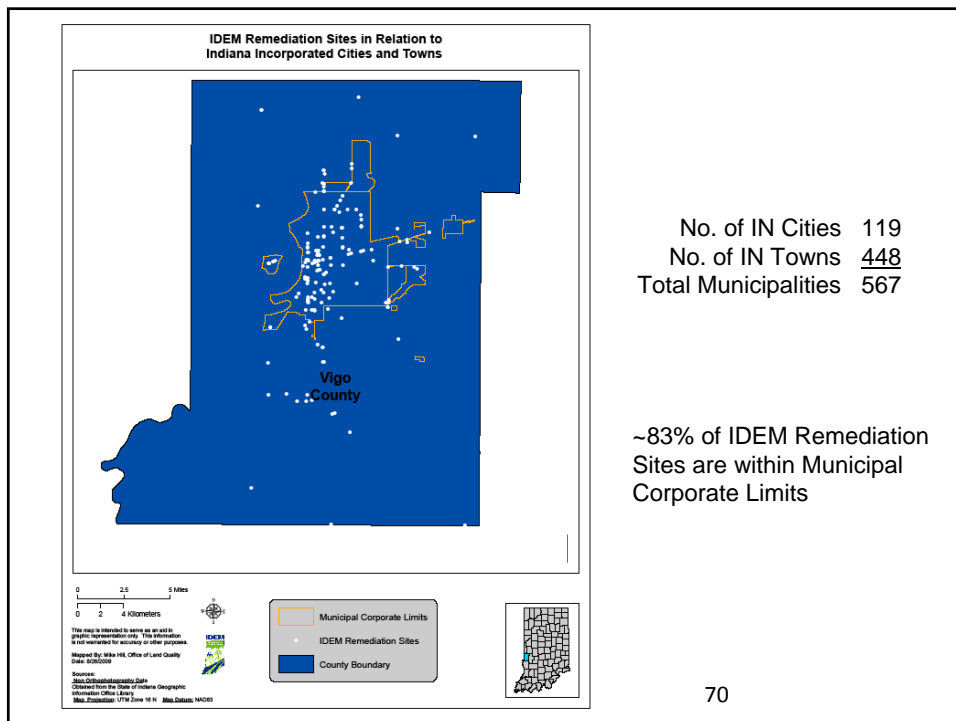 IDEM Remediation Sites in Relation to
Indiana Incorporated Cities and Towns
Vigo
County
No. of IN Cities 119
No. of IN Towns 448
Total Municipalities 567
~83% of IDEM Remediation
Sites are within Municipal
Corporate Limits
0 2.5 5 Miles
0 2 4 Kilometers
This map is intended to serve as an aid in
graphic representation only. This information
is not warranted for accuracy or other purposes.
Mapped By: Mike Hill, Office of Land Quality
Date: 8/26/2009
Sources:
Non Orthophotography Data
Obtained from the State of Indiana Geographic
Information Office Library.
Map Projection: UTM Zone 16 N Map Datum: NAD83
IDEM
Municipal Corporate Limits
IDEM Remediation Sites
County Boundary
70